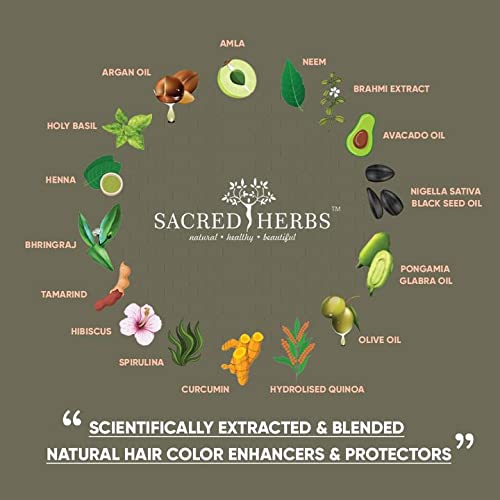 AMLA
NEEM
BRAHMI EXTRACT
AVACADO OIL
NIGELLA SATIVA
BLACK SEED OIL
PONGAMIA
GLABRA OIL
OLIVE OIL
HYDROLISED QUINOA
CURCUMIN
SPIRULINA
HIBISCUS
TAMARIND
BHRINGRAJ
HENNA
HOLY BASIL
ARGAN OIL
SACRED HERBS™
natural • healthy • beautiful
“SCIENTIFICALLY EXTRACTED & BLENDED
NATURAL HAIR COLOR ENHANCERS & PROTECTORS”